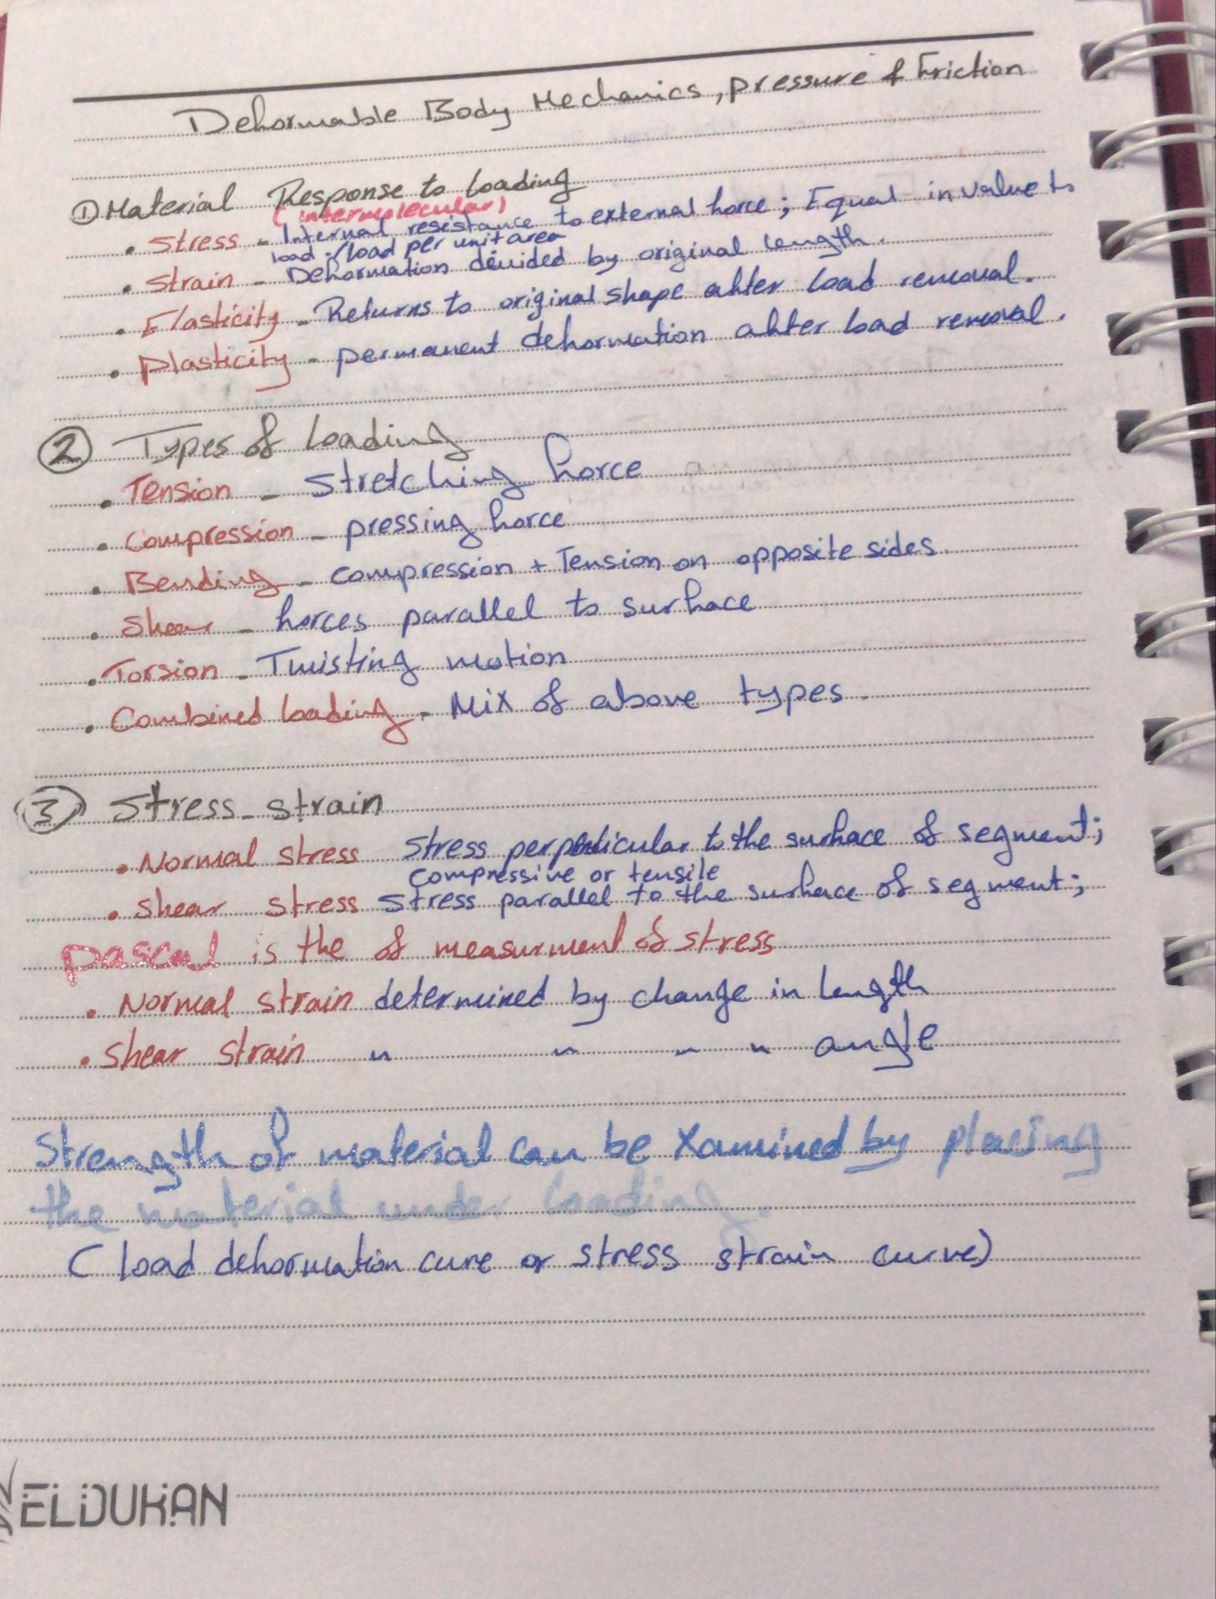 Deformable Body Mechanics, pressure & Friction
① Material Response to loading
(intermolecular)
• Stress - Internal resistance to external force; Equal in value to
load /load per unit area
• Strain - Deformation divided by original length.
• Elasticity - Returns to original shape after load removal.
• Plasticity - permanent deformation after load removal.
② Types of loading
• Tension - Stretching force
• Compression - pressing force
• Bending - compression + Tension on opposite sides.
• Shear - forces parallel to surface
• Torsion - Twisting motion
• Combined loading - Mix of above types.
③ Stress-strain
• Normal stress Stress perpendicular to the surface of segment;
compressive or tensile
• Shear stress Stress parallel to the surface of segment;
pascal is the of measurment of stress
• Normal strain determined by change in length
• Shear strain " " " " angle
Strength of material can be Xamined by placing
the material under loading.
( load deformation cure or stress strain curve)
ELDUKAN